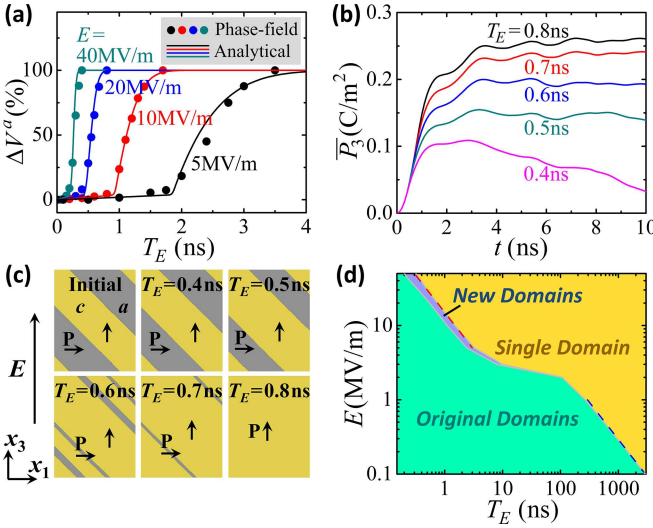 (a)
E=
40MV/m
Phase-field
Analytical
20MV/m
10MV/m
5MV/m
100
50
0
ΔVᵃ(%)
0 1 2 3 4
T_E (ns)
(b)
T_E=0.8ns
0.7ns
0.6ns
0.5ns
0.4ns
0.3
0.2
0.1
0.0
P̅₃(C/m²)
0 2 4 6 8 10
t (ns)
(c)
Initial
c a
P
T_E=0.4ns
P
T_E=0.5ns
P
T_E=0.6ns
P
T_E=0.7ns
P
T_E=0.8ns
P
E
x₃
x₁
(d)
New Domains
Single Domain
Original Domains
10
1
0.1
E(MV/m)
1 10 100 1000
T_E (ns)